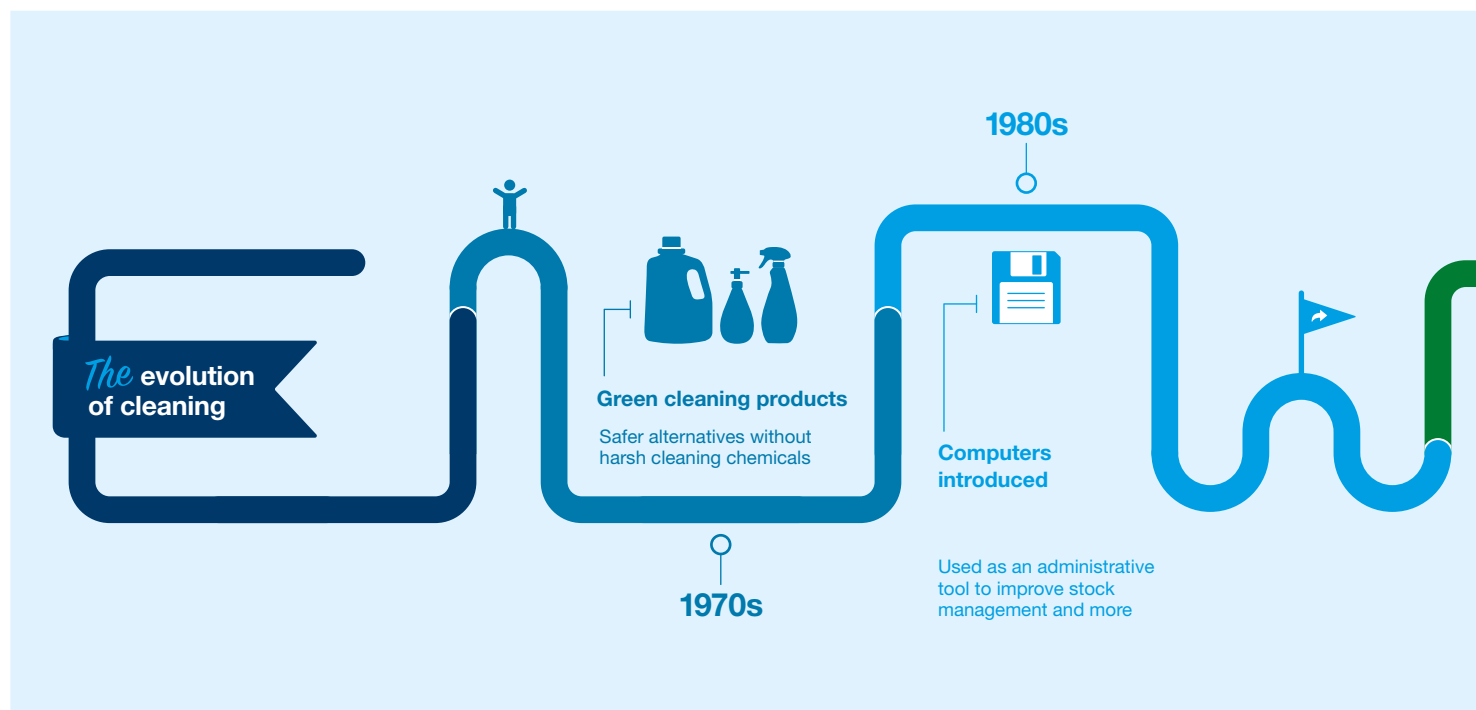 The evolution
of cleaning
Green cleaning products
Safer alternatives without
harsh cleaning chemicals
1970s
1980s
Computers
introduced
Used as an administrative
tool to improve stock
management and more